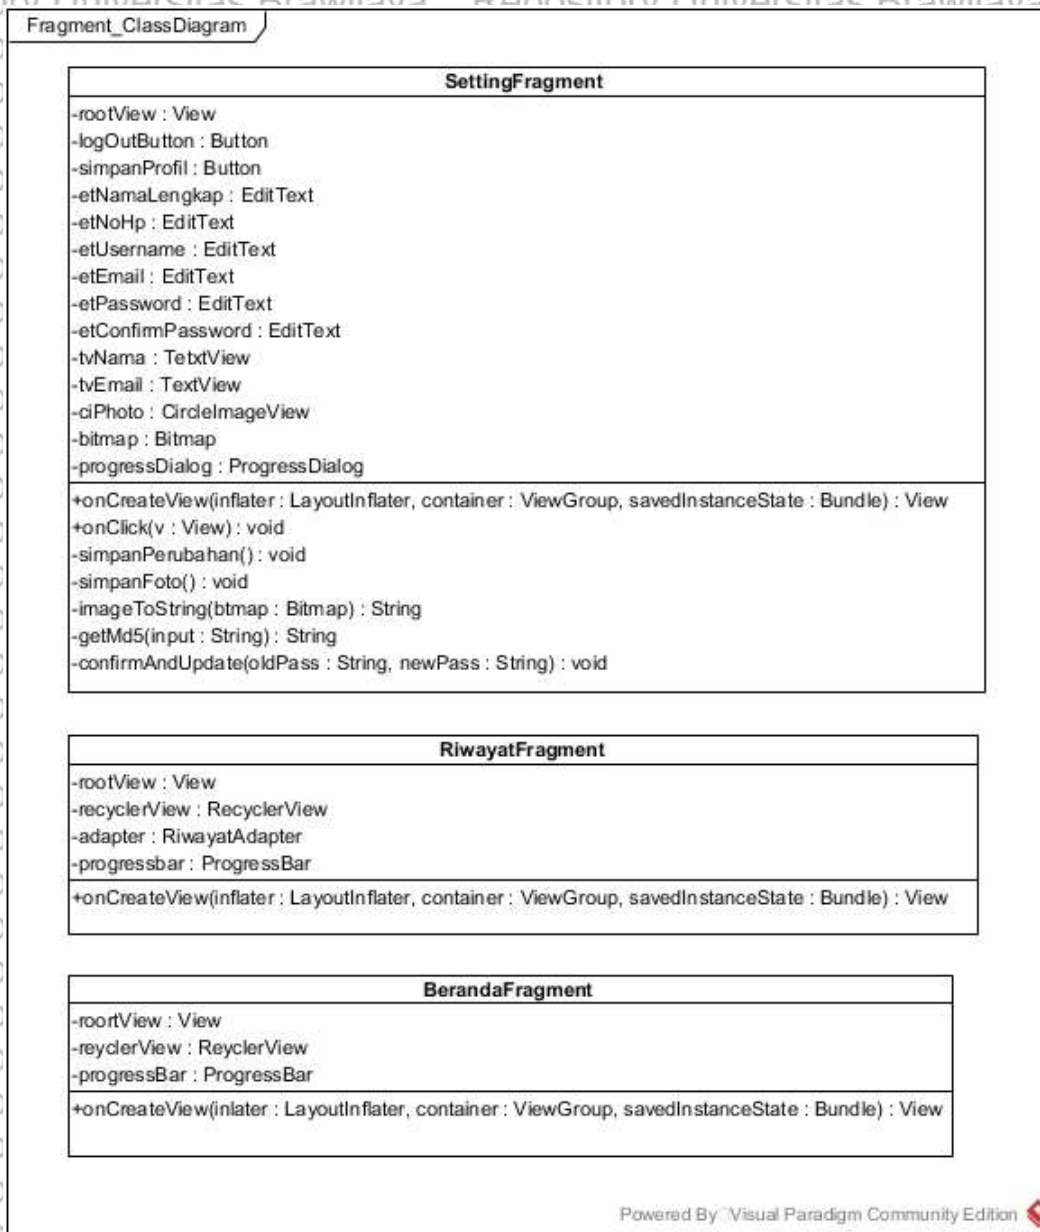 Repository Universitas Brawijaya
Fragment_ClassDiagram
SettingFragment
-rootView : View
-logOutButton : Button
-simpanProfil : Button
-etNamaLengkap : EditText
-etNoHp : EditText
-etUsername : EditText
-etEmail : EditText
-etPassword : EditText
-etConfirmPassword : EditText
-tvNama : TetxtView
-tvEmail : TextView
-ciPhoto : CircleImageView
-bitmap : Bitmap
-progressDialog : ProgressDialog
+onCreateView(inflater : LayoutInflater, container : ViewGroup, savedInstanceState : Bundle) : View
+onClick(v : View) : void
-simpanPerubahan() : void
-simpanFoto() : void
-imageToString(btmap : Bitmap) : String
-getMd5(input : String) : String
-confirmAndUpdate(oldPass : String, newPass : String) : void
RiwayatFragment
-rootView : View
-recyclerView : RecyclerView
-adapter : RiwayatAdapter
-progressbar : ProgressBar
+onCreateView(inflater : LayoutInflater, container : ViewGroup, savedInstanceState : Bundle) : View
BerandaFragment
-roortView : View
-reyclerView : ReyclerView
-progressBar : ProgressBar
+onCreateView(inlater : LayoutInflater, container : ViewGroup, savedInstanceState : Bundle) : View
Powered By Visual Paradigm Community Edition